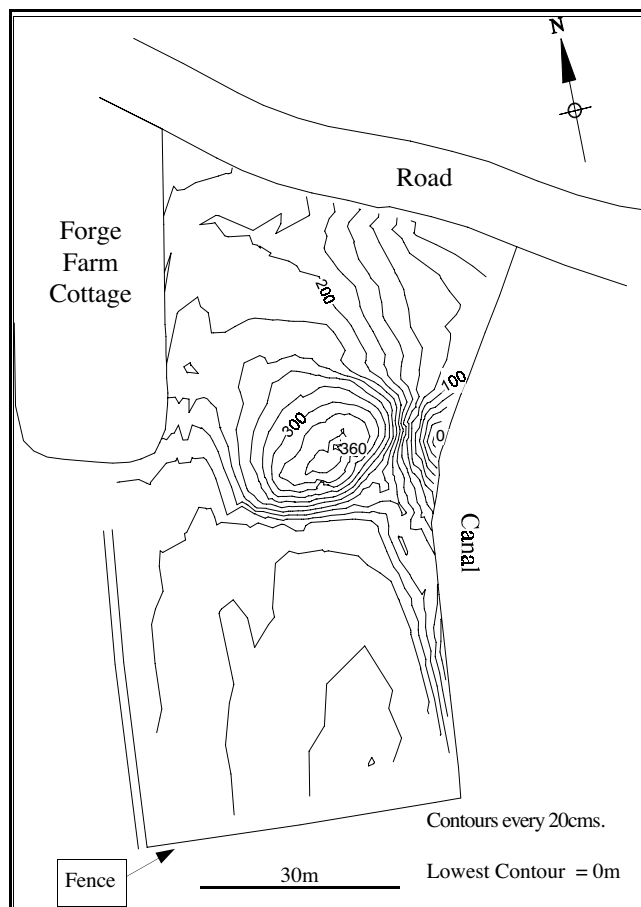 N
Road
Forge
Farm
Cottage
200
100
300
0
360
Canal
Contours every 20cms.
Lowest Contour = 0m
30m
Fence